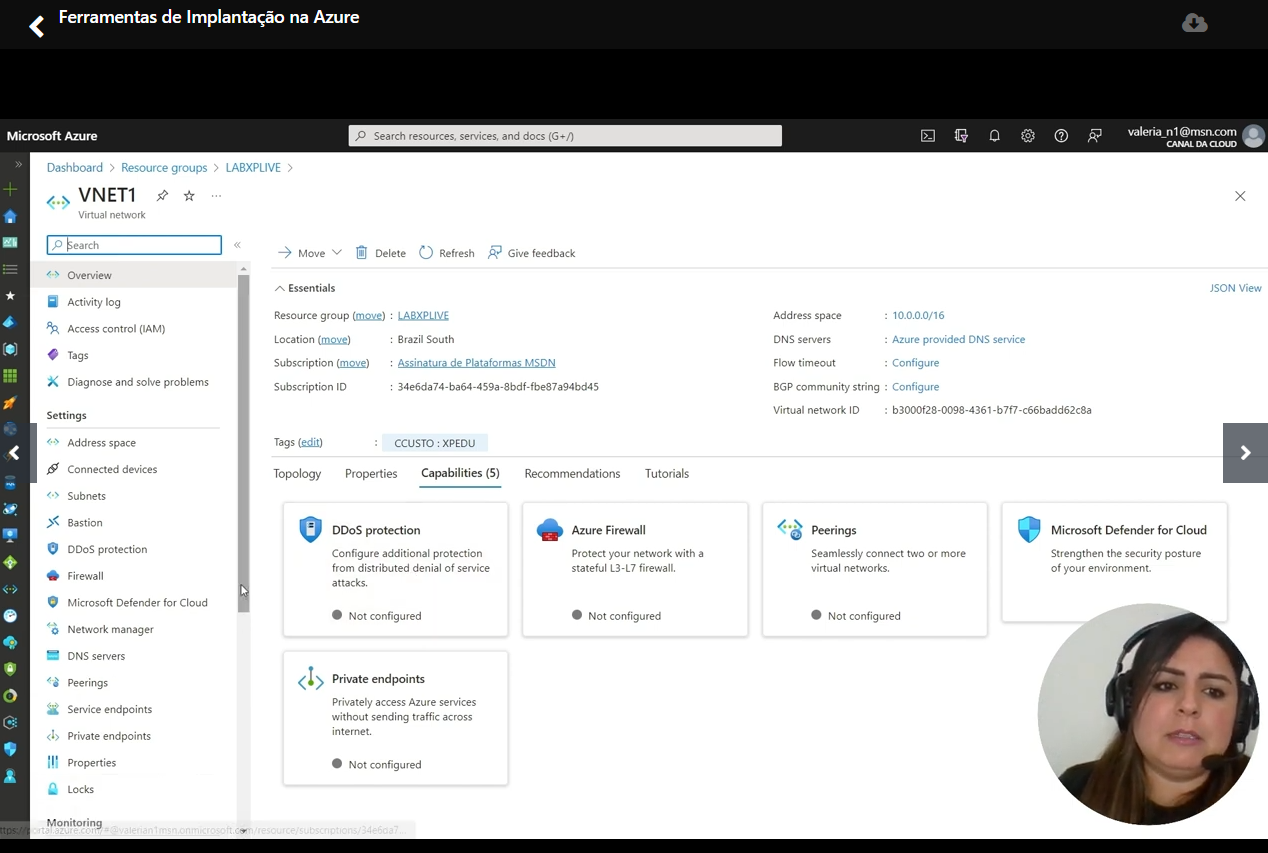 Ferramentas de Implantação na Azure
Microsoft Azure
Search resources, services, and docs (G+/)
valeria_n1@msn.com
CANAL DA CLOUD
Dashboard > Resource groups > LABXPLIVE >
VNET1
Virtual network
Search
Overview
Activity log
Access control (IAM)
Tags
Diagnose and solve problems
Settings
Address space
Connected devices
Subnets
Bastion
DDoS protection
Firewall
Microsoft Defender for Cloud
Network manager
DNS servers
Peerings
Service endpoints
Private endpoints
Properties
Locks
Monitoring
Move
Delete
Refresh
Give feedback
Essentials
JSON View
Resource group (move) : LABXPLIVE
Location (move) : Brazil South
Subscription (move) : Assinatura de Plataformas MSDN
Subscription ID : 34e6da74-ba64-459a-8bdf-fbe87a94bd45
Address space : 10.0.0.0/16
DNS servers : Azure provided DNS service
Flow timeout : Configure
BGP community string : Configure
Virtual network ID : b3000f28-0098-4361-b7f7-c66badd62c8a
Tags (edit) : CCUSTO : XPEDU
Topology
Properties
Capabilities (5)
Recommendations
Tutorials
DDoS protection
Configure additional protection
from distributed denial of service
attacks.
Not configured
Azure Firewall
Protect your network with a
stateful L3-L7 firewall.
Not configured
Peerings
Seamlessly connect two or more
virtual networks.
Not configured
Microsoft Defender for Cloud
Strengthen the security posture
of your environment.
Private endpoints
Privately access Azure services
without sending traffic across
internet.
Not configured
ttps://portal.azure.com/#@valerian1msn.onmicrosoft.com/resource/subscriptions/34e6da7...